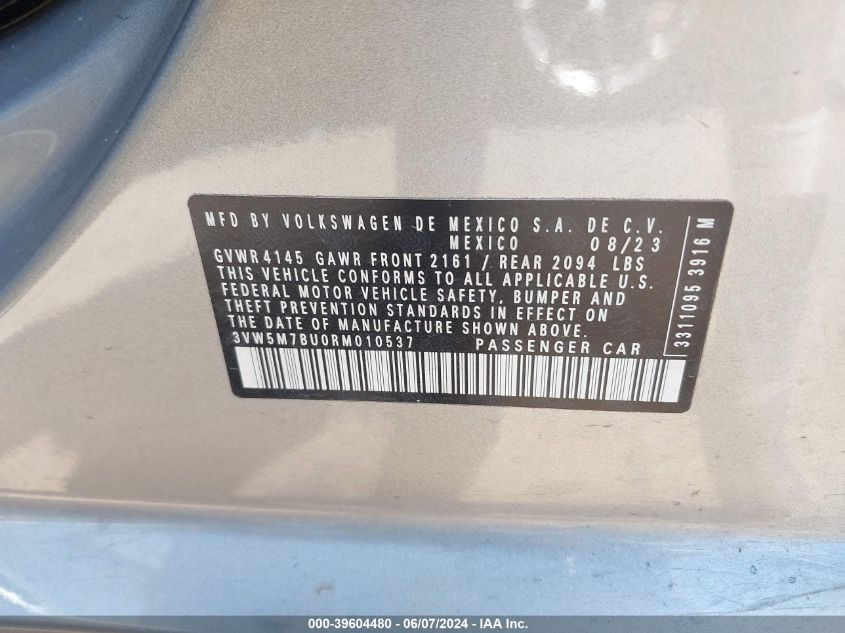 MFD BY VOLKSWAGEN DE MEXICO S.A. DE C.V.
MEXICO 08/23
GVWR 4145 GAWR FRONT 2161 / REAR 2094 LBS
THIS VEHICLE CONFORMS TO ALL APPLICABLE U.S.
FEDERAL MOTOR VEHICLE SAFETY, BUMPER AND
THEFT PREVENTION STANDARDS IN EFFECT ON
THE DATE OF MANUFACTURE SHOWN ABOVE.
3VW5M7BU0RM010537 PASSENGER CAR
3311095 3916 M
000-39604480 - 06/07/2024 - IAA Inc.